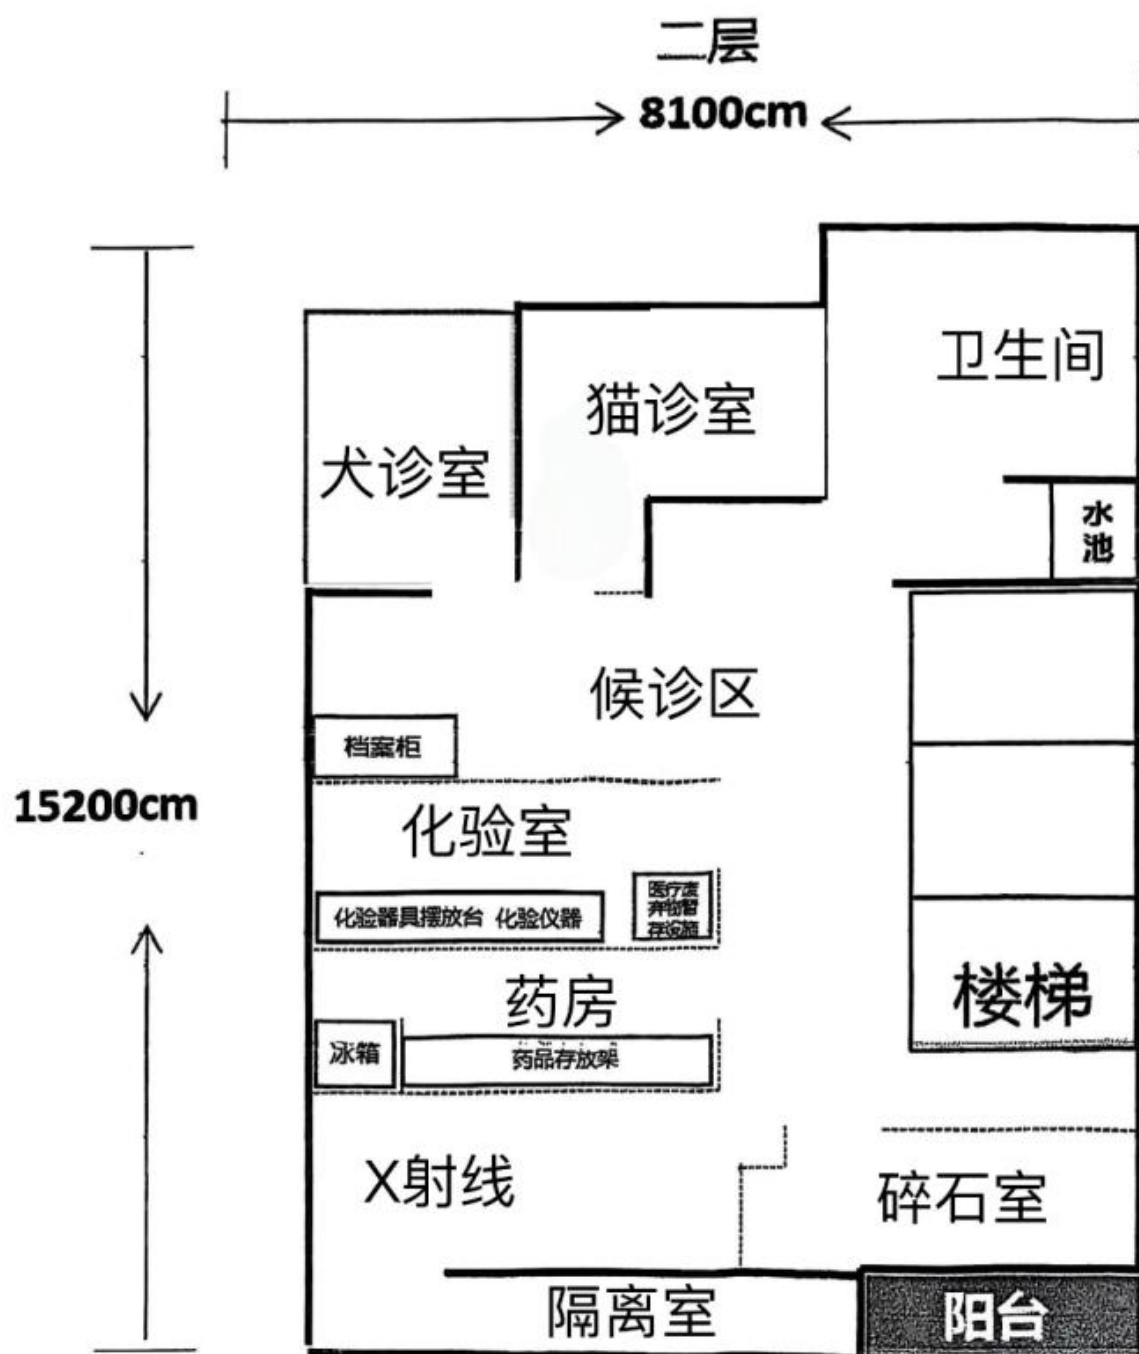 二层
8100cm
卫生间
猫诊室
犬诊室
水
池
候诊区
档案柜
15200cm
化验室
化验器具摆放台 化验仪器
医疗废
弃物暂
存设施
药房
楼梯
冰箱
药品存放架
X射线
碎石室
隔离室
阳台